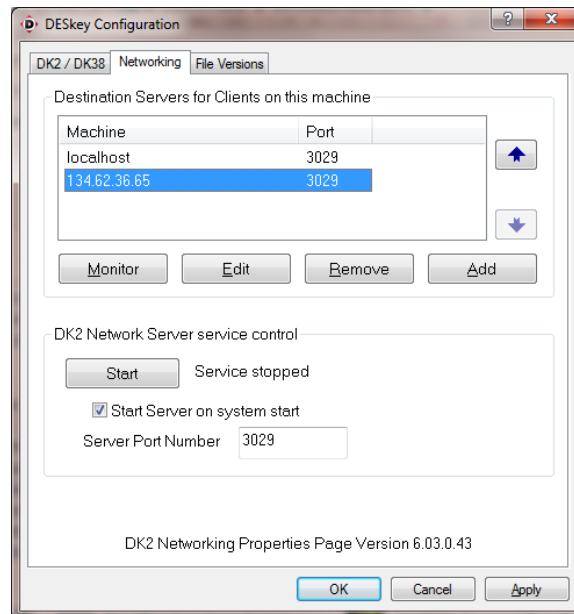 DESkey Configuration
DK2 / DK38 Networking File Versions
Destination Servers for Clients on this machine
Machine Port
localhost 3029
134.62.36.65 3029
Monitor Edit Remove Add
DK2 Network Server service control
Start Service stopped
Start Server on system start
Server Port Number 3029
DK2 Networking Properties Page Version 6.03.0.43
OK Cancel Apply